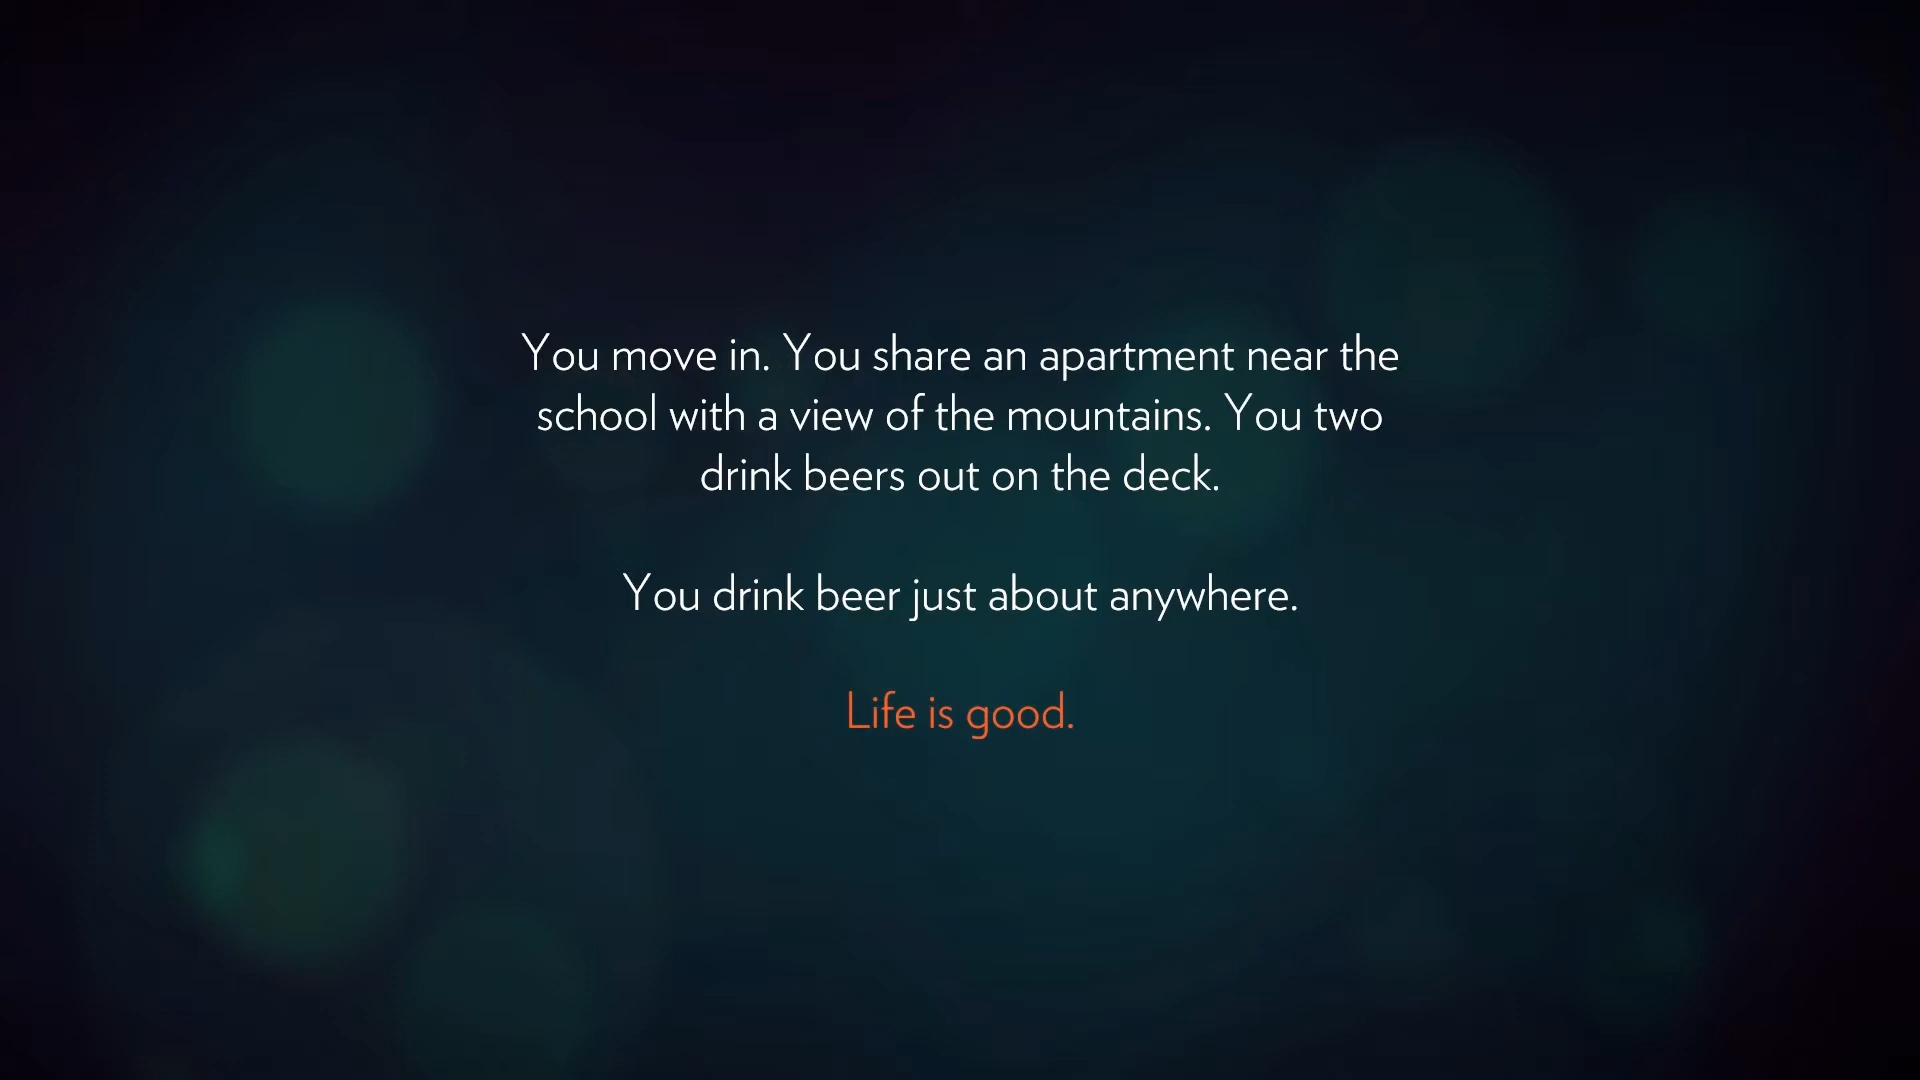 You move in. You share an apartment near the
school with a view of the mountains. You two
drink beers out on the deck.
You drink beer just about anywhere.
Life is good.